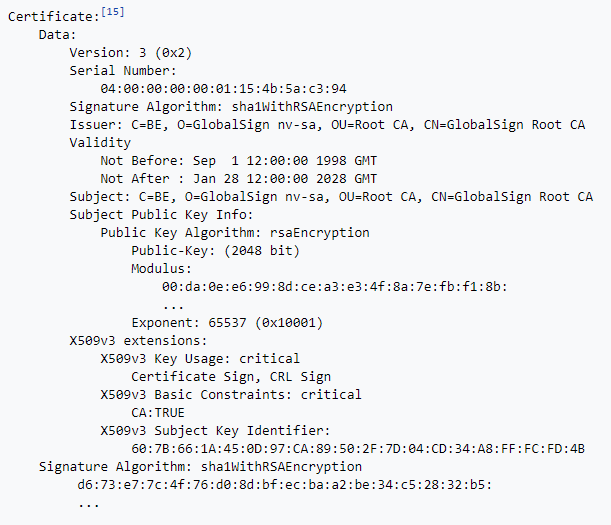 Certificate:[15]
Data:
Version: 3 (0x2)
Serial Number:
04:00:00:00:00:01:15:4b:5a:c3:94
Signature Algorithm: sha1WithRSAEncryption
Issuer: C=BE, O=GlobalSign nv-sa, OU=Root CA, CN=GlobalSign Root CA
Validity
Not Before: Sep  1 12:00:00 1998 GMT
Not After : Jan 28 12:00:00 2028 GMT
Subject: C=BE, O=GlobalSign nv-sa, OU=Root CA, CN=GlobalSign Root CA
Subject Public Key Info:
Public Key Algorithm: rsaEncryption
Public-Key: (2048 bit)
Modulus:
00:da:0e:e6:99:8d:ce:a3:e3:4f:8a:7e:fb:f1:8b:
...
Exponent: 65537 (0x10001)
X509v3 extensions:
X509v3 Key Usage: critical
Certificate Sign, CRL Sign
X509v3 Basic Constraints: critical
CA:TRUE
X509v3 Subject Key Identifier:
60:7B:66:1A:45:0D:97:CA:89:50:2F:7D:04:CD:34:A8:FF:FC:FD:4B
Signature Algorithm: sha1WithRSAEncryption
d6:73:e7:7c:4f:76:d0:8d:bf:ec:ba:a2:be:34:c5:28:32:b5:
...